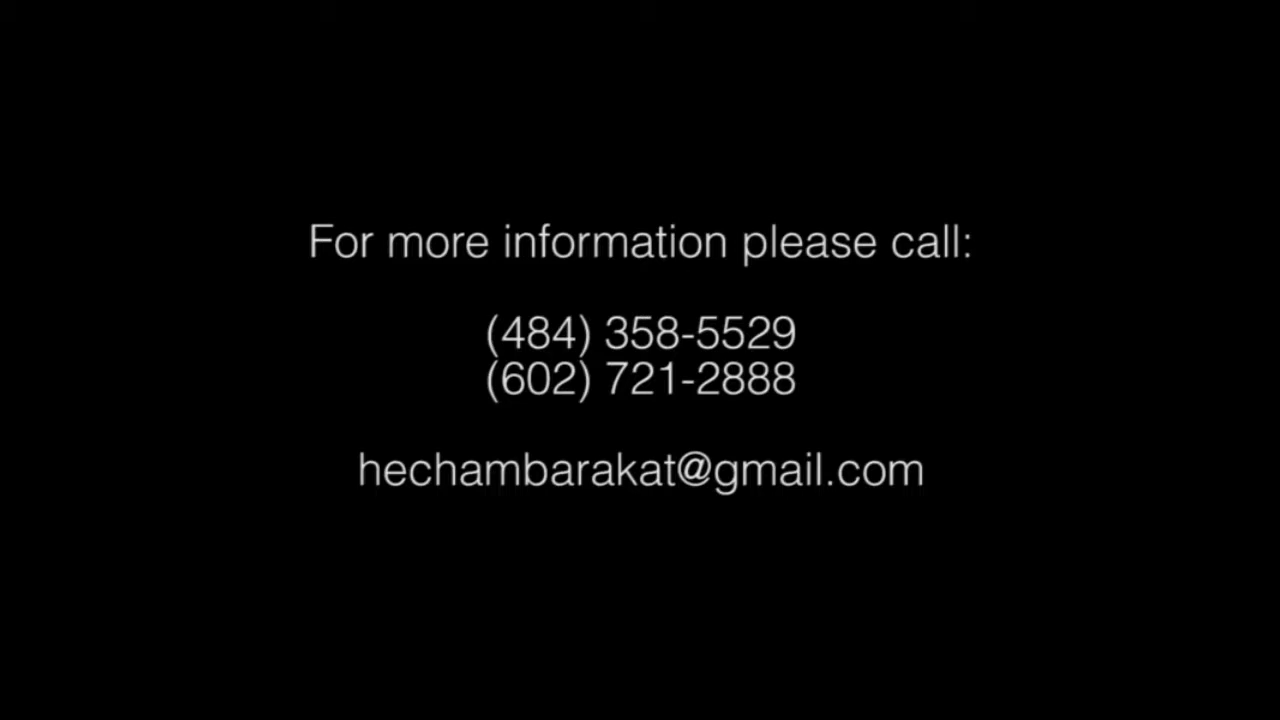 For more information please call:
(484) 358-5529
(602) 721-2888
hechambarakat@gmail.com